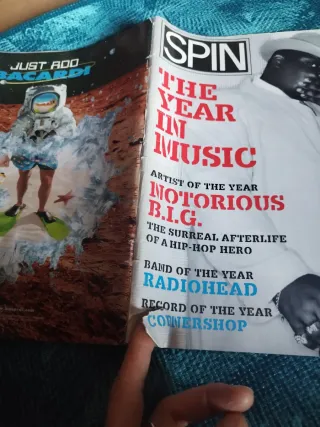 JUST ADD
BACARDI
SPIN
THE
YEAR
IN
MUSIC
ARTIST OF THE YEAR
NOTORIOUS
B.I.G.
THE SURREAL AFTERLIFE
OF A HIP-HOP HERO
BAND OF THE YEAR
RADIOHEAD
RECORD OF THE YEAR
CORNERSHOP